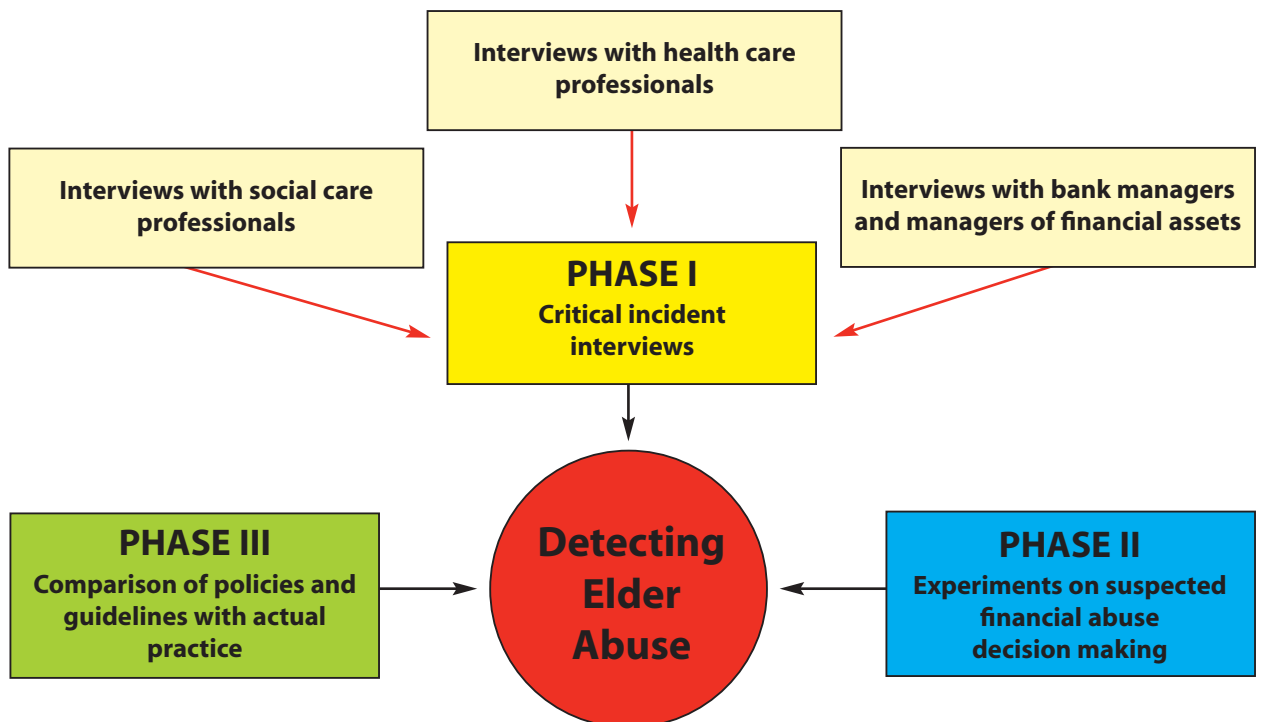 Interviews with health care
professionals
Interviews with social care
professionals
Interviews with bank managers
and managers of financial assets
PHASE I
Critical incident
interviews
PHASE III
Comparison of policies and
guidelines with actual
practice
Detecting
Elder
Abuse
PHASE II
Experiments on suspected
financial abuse
decision making